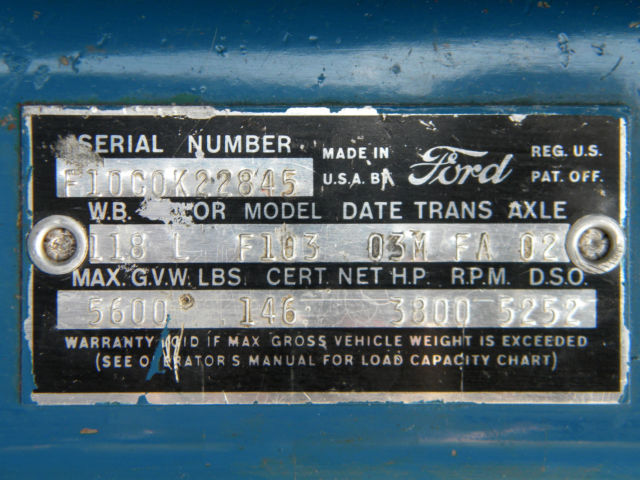 SERIAL NUMBER MADE IN U.S.A. BY Ford REG. U.S. PAT. OFF.
F10C0K22845
W.B. OR MODEL DATE TRANS AXLE
118 L F103 03M FA 02
MAX. G.V.W. LBS. CERT. NET H.P. R.P.M. D.S.O.
5600 146 3800 5252
WARRANTY VOID IF MAX GROSS VEHICLE WEIGHT IS EXCEEDED
(SEE OPERATOR'S MANUAL FOR LOAD CAPACITY CHART)